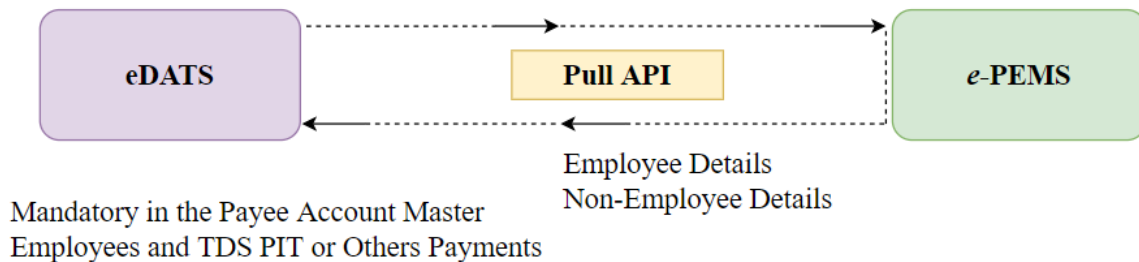 eDATS
Pull API
e-PEMS
Employee Details
Non-Employee Details
Mandatory in the Payee Account Master
Employees and TDS PIT or Others Payments